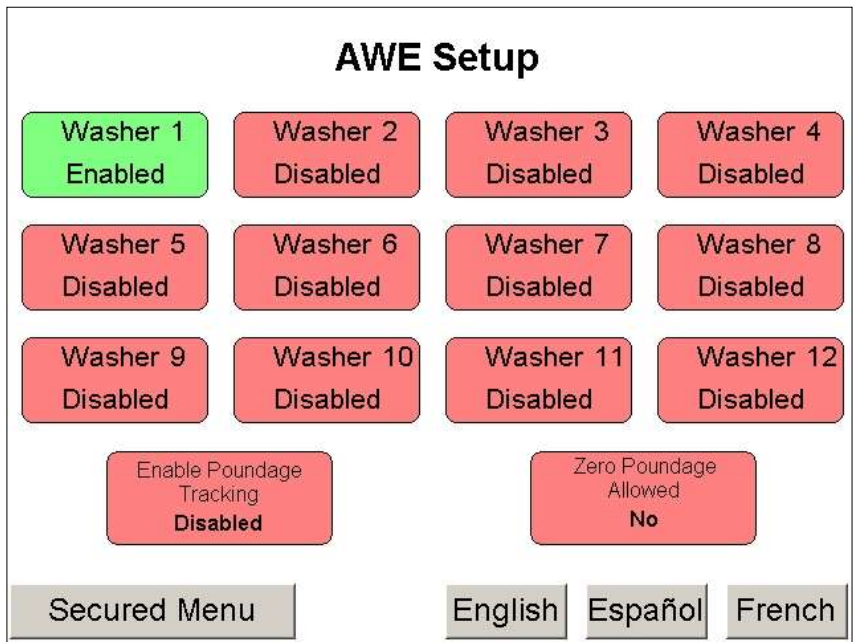 AWE Setup
Washer 1
Enabled
Washer 2
Disabled
Washer 3
Disabled
Washer 4
Disabled
Washer 5
Disabled
Washer 6
Disabled
Washer 7
Disabled
Washer 8
Disabled
Washer 9
Disabled
Washer 10
Disabled
Washer 11
Disabled
Washer 12
Disabled
Enable Poundage
Tracking
Disabled
Zero Poundage
Allowed
No
Secured Menu
English
Español
French